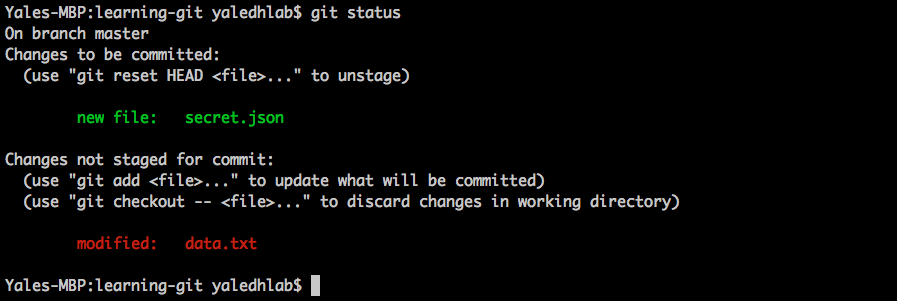 Yales-MBP:learning-git yaledhlab$ git status
On branch master
Changes to be committed:
  (use "git reset HEAD <file>..." to unstage)

        new file:   secret.json

Changes not staged for commit:
  (use "git add <file>..." to update what will be committed)
  (use "git checkout -- <file>..." to discard changes in working directory)

        modified:   data.txt

Yales-MBP:learning-git yaledhlab$